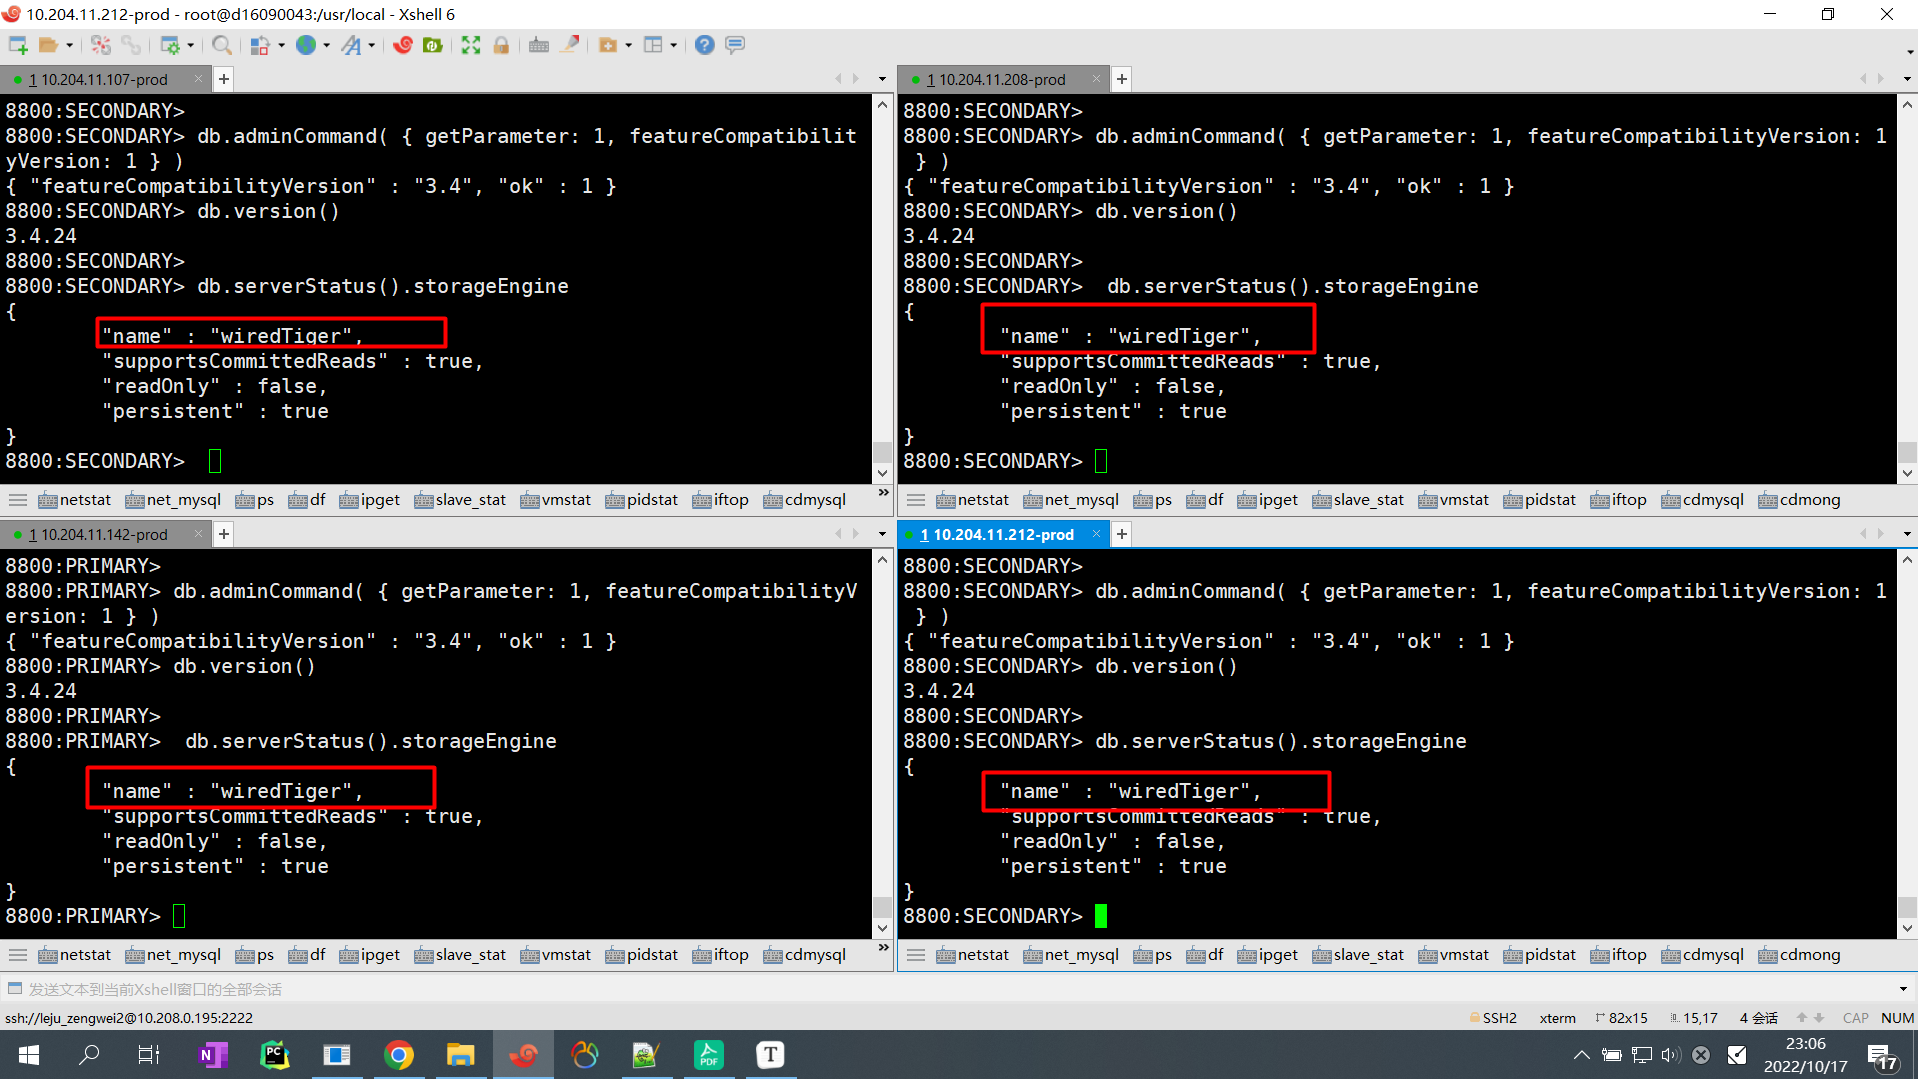 10.204.11.212-prod - root@d16090043:/usr/local - Xshell 6
1 10.204.11.107-prod
8800:SECONDARY>
8800:SECONDARY> db.adminCommand( { getParameter: 1, featureCompatibilit
yVersion: 1 } )
{ "featureCompatibilityVersion" : "3.4", "ok" : 1 }
8800:SECONDARY> db.version()
3.4.24
8800:SECONDARY>
8800:SECONDARY> db.serverStatus().storageEngine
{
"name" : "wiredTiger",
"supportsCommittedReads" : true,
"readOnly" : false,
"persistent" : true
}
8800:SECONDARY>
netstat net_mysql ps df ipget slave_stat vmstat pidstat iftop cdmysql »
1 10.204.11.208-prod
8800:SECONDARY>
8800:SECONDARY> db.adminCommand( { getParameter: 1, featureCompatibilityVersion: 1
} )
{ "featureCompatibilityVersion" : "3.4", "ok" : 1 }
8800:SECONDARY> db.version()
3.4.24
8800:SECONDARY>
8800:SECONDARY>  db.serverStatus().storageEngine
{
"name" : "wiredTiger",
"supportsCommittedReads" : true,
"readOnly" : false,
"persistent" : true
}
8800:SECONDARY>
netstat net_mysql ps df ipget slave_stat vmstat pidstat iftop cdmysql cdmong
1 10.204.11.142-prod
8800:PRIMARY>
8800:PRIMARY> db.adminCommand( { getParameter: 1, featureCompatibilityV
ersion: 1 } )
{ "featureCompatibilityVersion" : "3.4", "ok" : 1 }
8800:PRIMARY> db.version()
3.4.24
8800:PRIMARY>
8800:PRIMARY>  db.serverStatus().storageEngine
{
"name" : "wiredTiger",
"supportsCommittedReads" : true,
"readOnly" : false,
"persistent" : true
}
8800:PRIMARY>
netstat net_mysql ps df ipget slave_stat vmstat pidstat iftop cdmysql »
1 10.204.11.212-prod
8800:SECONDARY>
8800:SECONDARY> db.adminCommand( { getParameter: 1, featureCompatibilityVersion: 1
} )
{ "featureCompatibilityVersion" : "3.4", "ok" : 1 }
8800:SECONDARY> db.version()
3.4.24
8800:SECONDARY>
8800:SECONDARY> db.serverStatus().storageEngine
{
"name" : "wiredTiger",
"supportsCommittedReads" : true,
"readOnly" : false,
"persistent" : true
}
8800:SECONDARY>
netstat net_mysql ps df ipget slave_stat vmstat pidstat iftop cdmysql cdmong
发送文本到当前Xshell窗口的全部会话
ssh://leju_zengwei2@10.208.0.195:2222 SSH2 xterm 82x15 15,17 4 会话 CAP NUM
N PC PDF T
23:06
2022/10/17
17